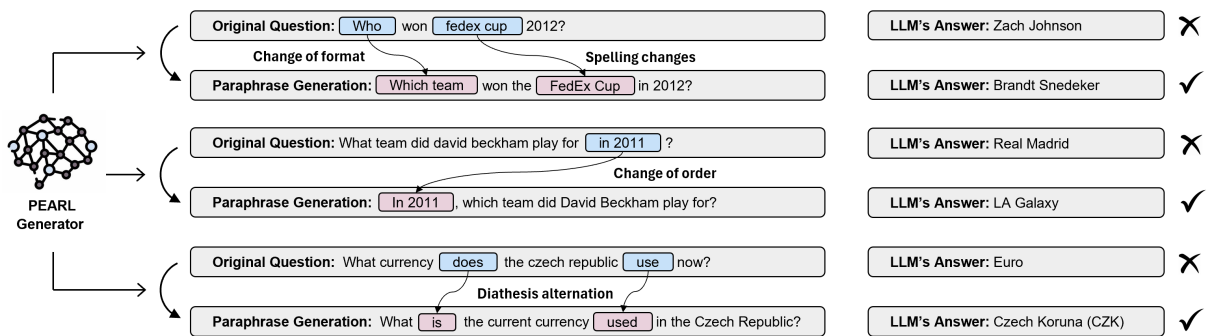 Original Question: Who won fedex cup 2012?
LLM's Answer: Zach Johnson
Change of format
Spelling changes
Paraphrase Generation: Which team won the FedEx Cup in 2012?
LLM's Answer: Brandt Snedeker
Original Question: What team did david beckham play for in 2011 ?
LLM's Answer: Real Madrid
Change of order
Paraphrase Generation: In 2011 , which team did David Beckham play for?
LLM's Answer: LA Galaxy
PEARL
Generator
Original Question: What currency does the czech republic use now?
LLM's Answer: Euro
Diathesis alternation
Paraphrase Generation: What is the current currency used in the Czech Republic?
LLM's Answer: Czech Koruna (CZK)